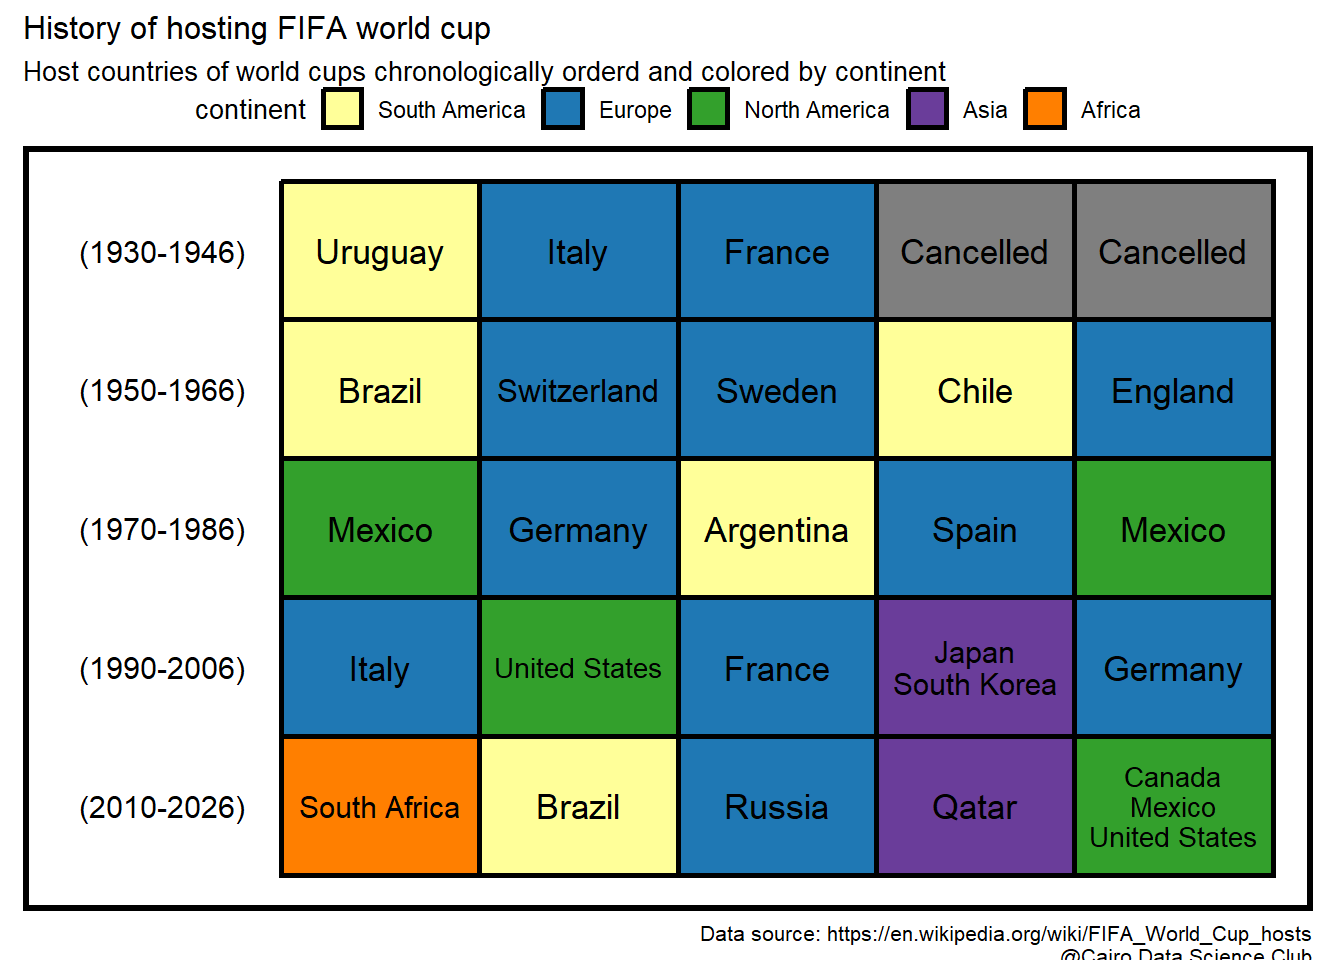 History of hosting FIFA world cup
Host countries of world cups chronologically orderd and colored by continent
continent South America Europe North America Asia Africa
(1930-1946) Uruguay Italy France Cancelled Cancelled
(1950-1966) Brazil Switzerland Sweden Chile England
(1970-1986) Mexico Germany Argentina Spain Mexico
(1990-2006) Italy United States France Japan
South Korea Germany
(2010-2026) South Africa Brazil Russia Qatar Canada
Mexico
United States
Data source: https://en.wikipedia.org/wiki/FIFA_World_Cup_hosts
@Cairo Data Science Club